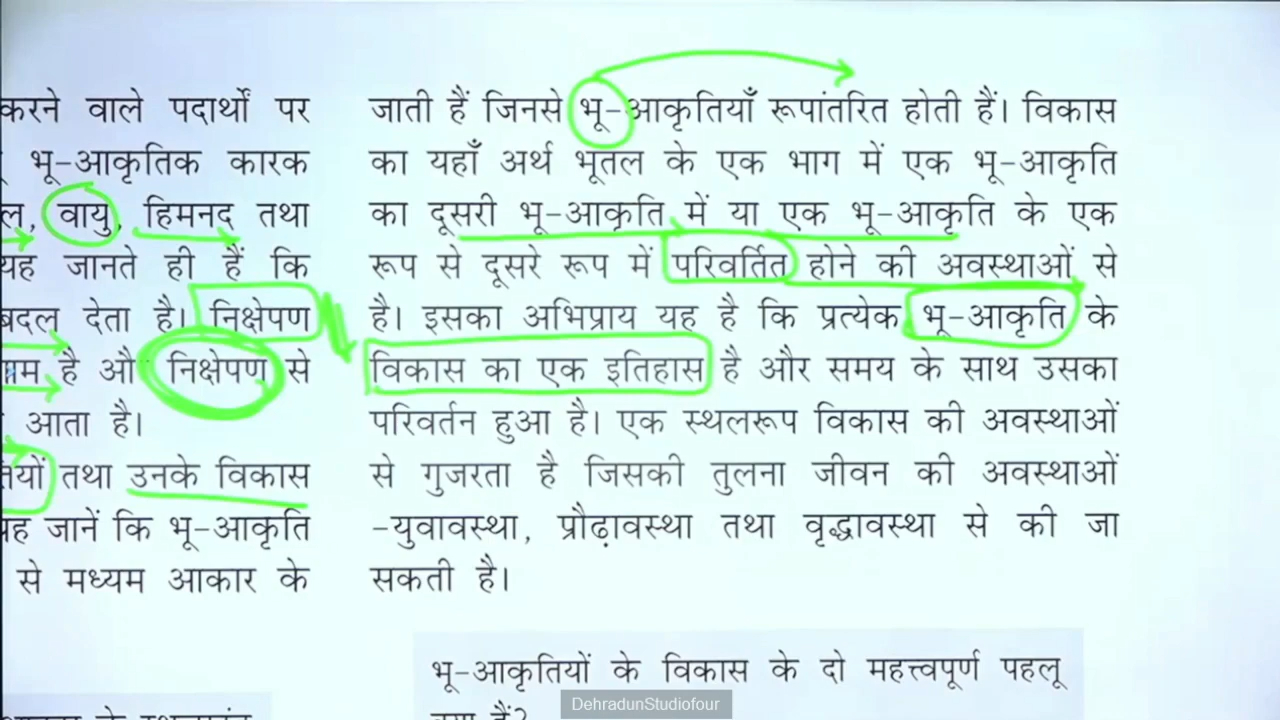 करने वाले पदार्थों पर
भू-आकृतिक कारक
वायु, हिमनद तथा
यह जानते ही हैं कि
बदल देता है। निक्षेपण
है औ निक्षेपण से
आता है।
तथा उनके विकास
यह जानें कि भू-आकृति
से मध्यम आकार के
जाती हैं जिनसे भू-आकृतियाँ रूपांतरित होती हैं। विकास
का यहाँ अर्थ भूतल के एक भाग में एक भू-आकृति
का दूसरी भू-आकृति में या एक भू-आकृति के एक
रूप से दूसरे रूप में परिवर्तित होने की अवस्थाओं से
है। इसका अभिप्राय यह है कि प्रत्येक भू-आकृति के
विकास का एक इतिहास है और समय के साथ उसका
परिवर्तन हुआ है। एक स्थलरूप विकास की अवस्थाओं
से गुजरता है जिसकी तुलना जीवन की अवस्थाओं
-युवावस्था, प्रौढ़ावस्था तथा वृद्धावस्था से की जा
सकती है।
भू-आकृतियों के विकास के दो महत्त्वपूर्ण पहलू
DehradunStudiofour